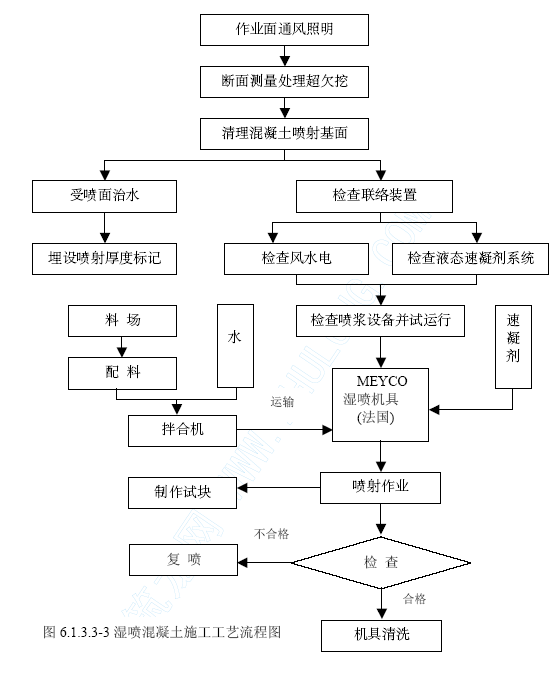 作业面通风照明
断面测量处理超欠挖
清理混凝土喷射基面
受喷面治水
检查联络装置
埋设喷射厚度标记
检查风水电
检查液态速凝剂系统
料 场
水
检查喷浆设备并试运行
速
凝
剂
配 料
MEYCO
湿喷机具
(法国)
运输
拌合机
制作试块
喷射作业
不合格
复 喷
检 查
合格
图 6.1.3.3-3 湿喷混凝土施工工艺流程图
机具清洗